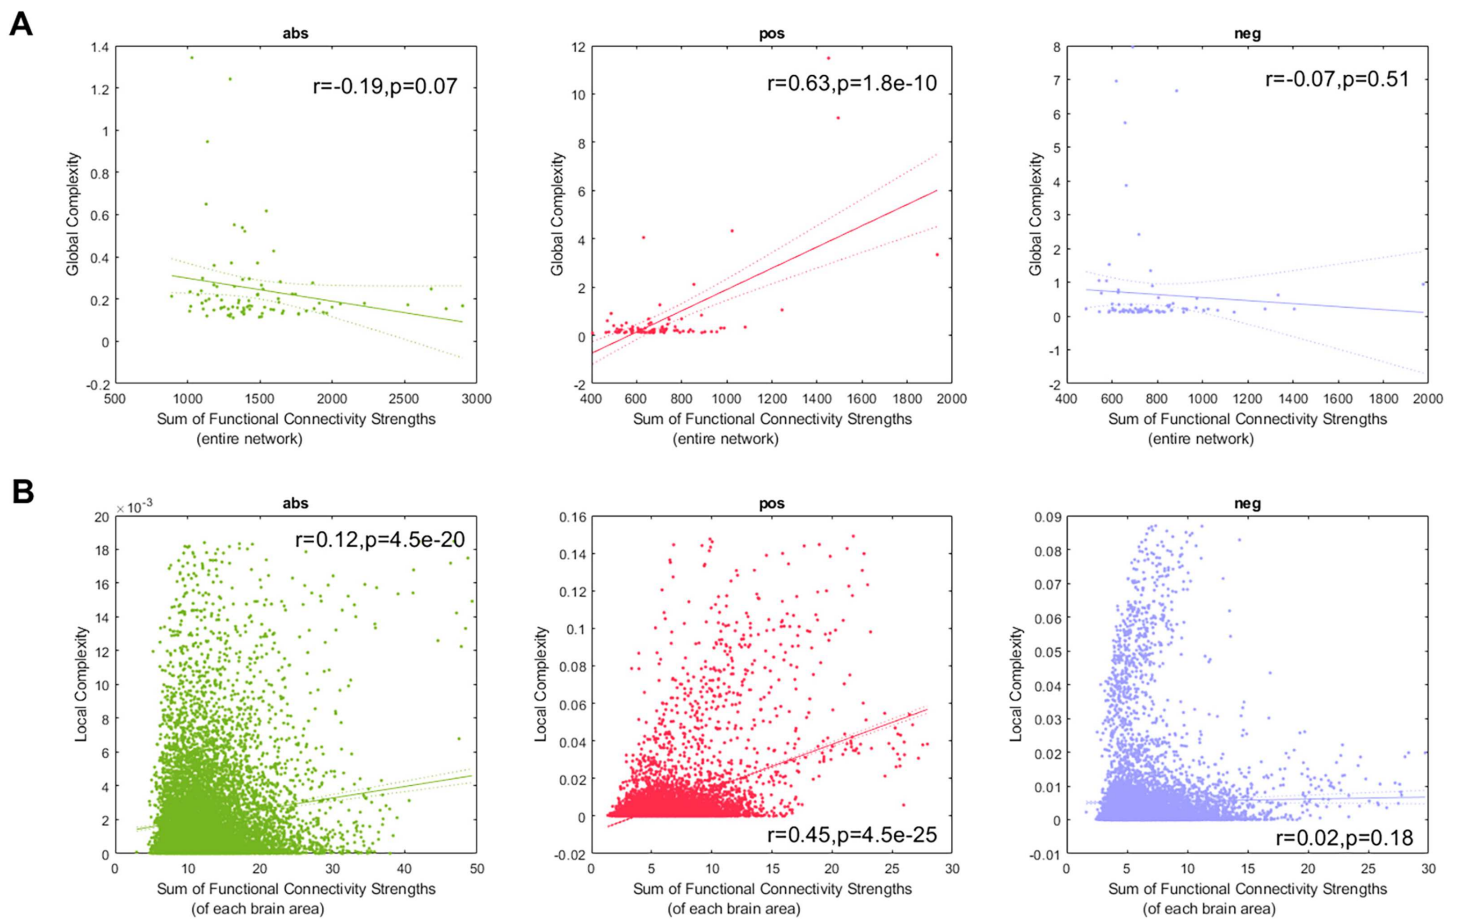 A
abs
r=-0.19,p=0.07
Global Complexity
1.4
1.2
1
0.8
0.6
0.4
0.2
0
-0.2
500 1000 1500 2000 2500 3000
Sum of Functional Connectivity Strengths
(entire network)
pos
r=0.63,p=1.8e-10
Global Complexity
12
10
8
6
4
2
0
-2
400 600 800 1000 1200 1400 1600 1800 2000
Sum of Functional Connectivity Strengths
(entire network)
neg
r=-0.07,p=0.51
Global Complexity
8
7
6
5
4
3
2
1
0
-1
-2
400 600 800 1000 1200 1400 1600 1800 2000
Sum of Functional Connectivity Strengths
(entire network)
B
abs
× 10⁻³
r=0.12,p=4.5e-20
Local Complexity
20
18
16
14
12
10
8
6
4
2
0
0 10 20 30 40 50
Sum of Functional Connectivity Strengths
(of each brain area)
pos
Local Complexity
0.16
0.14
0.12
0.1
0.08
0.06
0.04
0.02
0
-0.02
r=0.45,p=4.5e-25
0 5 10 15 20 25 30
Sum of Functional Connectivity Strengths
(of each brain area)
neg
Local Complexity
0.09
0.08
0.07
0.06
0.05
0.04
0.03
0.02
0.01
0
-0.01
r=0.02,p=0.18
0 5 10 15 20 25 30
Sum of Functional Connectivity Strengths
(of each brain area)